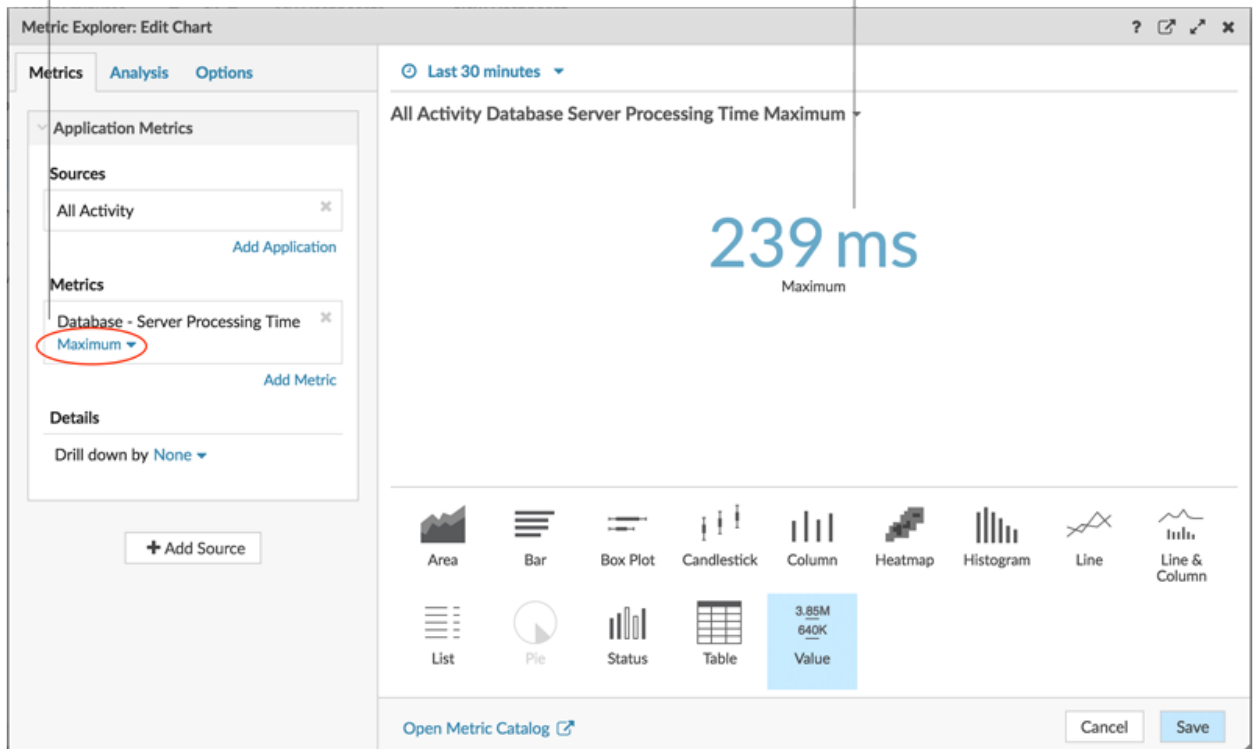 Metric Explorer: Edit Chart
?
Metrics Analysis Options
Last 30 minutes
Application Metrics
All Activity Database Server Processing Time Maximum
Sources
All Activity
Add Application
239 ms
Maximum
Metrics
Database - Server Processing Time
Maximum
Add Metric
Details
Drill down by None
+ Add Source
Area Bar Box Plot Candlestick Column Heatmap Histogram Line Line &
Column
3.85M
640K
List Pie Status Table Value
Open Metric Catalog
Cancel Save